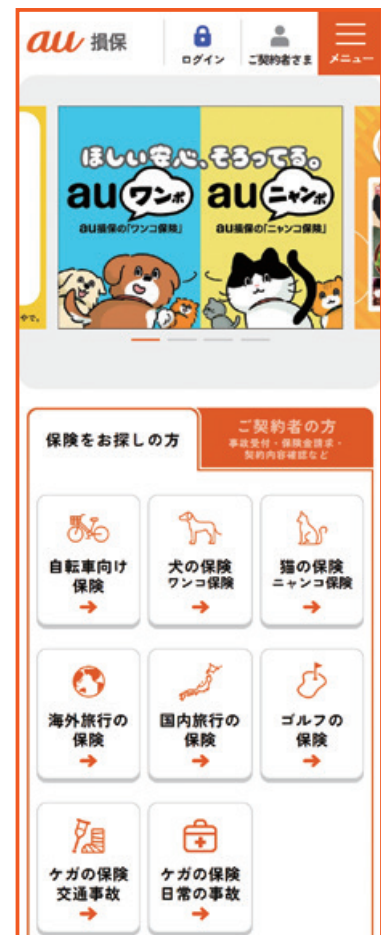 au 損保
ログイン
ご契約者さま
メニュー
ほしい安心、そろってる。
auワンポ
auニャンポ
au損保の「ワンコ保険」
au損保の「ニャンコ保険」
やで。
保険をお探しの方
ご契約者の方
事故受付・保険金請求・
契約内容確認など
自転車向け
保険
犬の保険
ワンコ保険
猫の保険
ニャンコ保険
海外旅行の
保険
国内旅行の
保険
ゴルフの
保険
ケガの保険
交通事故
ケガの保険
日常の事故